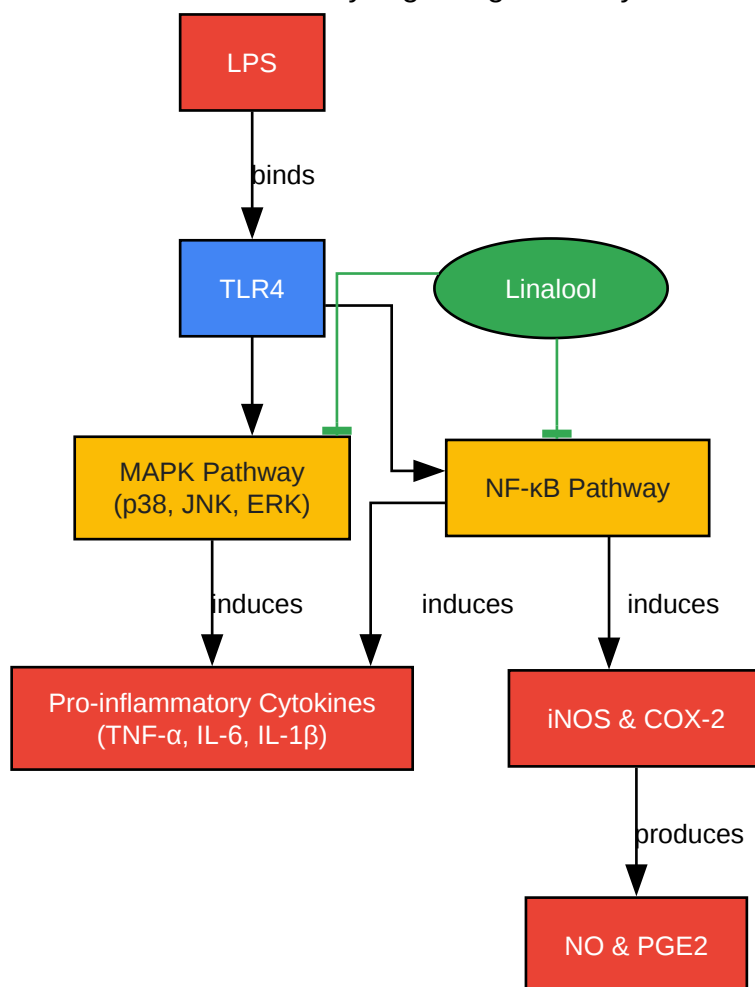 LPS
binds
TLR4
Linalool
MAPK Pathway
(p38, JNK, ERK)
NF-κB Pathway
induces
induces
induces
Pro-inflammatory Cytokines
(TNF-α, IL-6, IL-1β)
iNOS & COX-2
produces
NO & PGE2